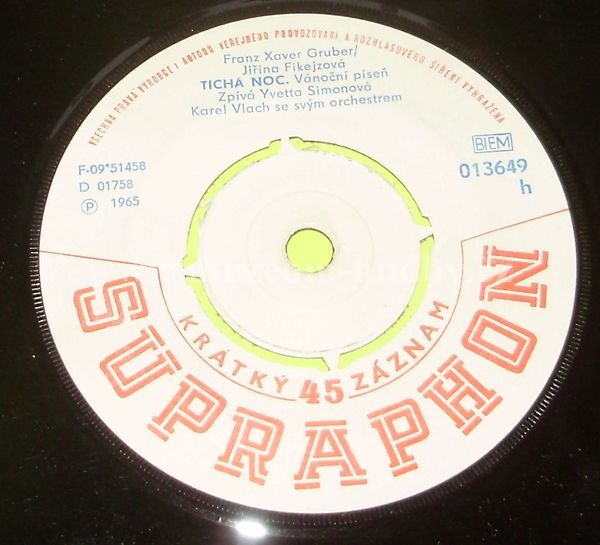 VŠECHNA PRÁVA VÝROBCE I AUTORŮ VEŘEJNÉHO PROVOZOVÁNÍ A ROZHLASOVÉHO ŠÍŘENÍ VYHRAZENA
Franz Xaver Gruber/
Jiřina Fikejzová
TICHÁ NOC. Vánoční píseň
Zpívá Yvetta Simonová
Karel Vlach se svým orchestrem
F-09*51458
D 01758
Ⓟ 1965
BIEM
013649
h
KRÁTKÝ 45 ZÁZNAM
SUPRAPHON